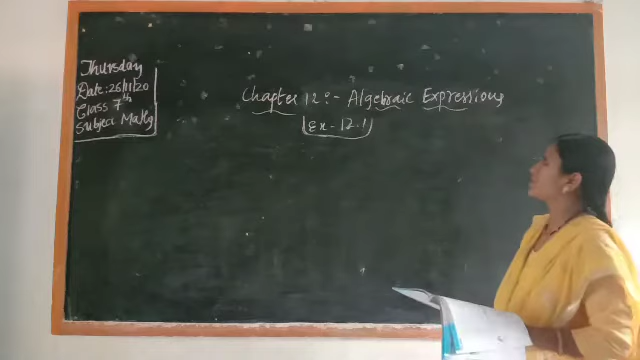 Thursday
Date: 26/11/20
Class 7th
Subject Maths
Chapter 12:- Algebraic Expressions
Ex-12.1